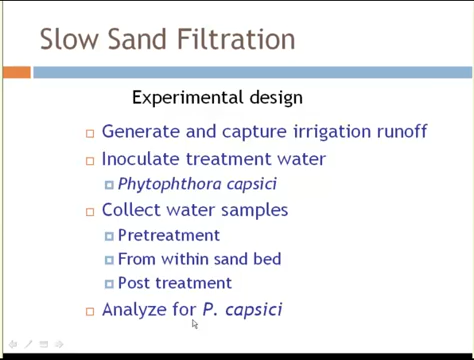 Slow Sand Filtration
Experimental design
Generate and capture irrigation runoff
Inoculate treatment water
Phytophthora capsici
Collect water samples
Pretreatment
From within sand bed
Post treatment
Analyze for P. capsici